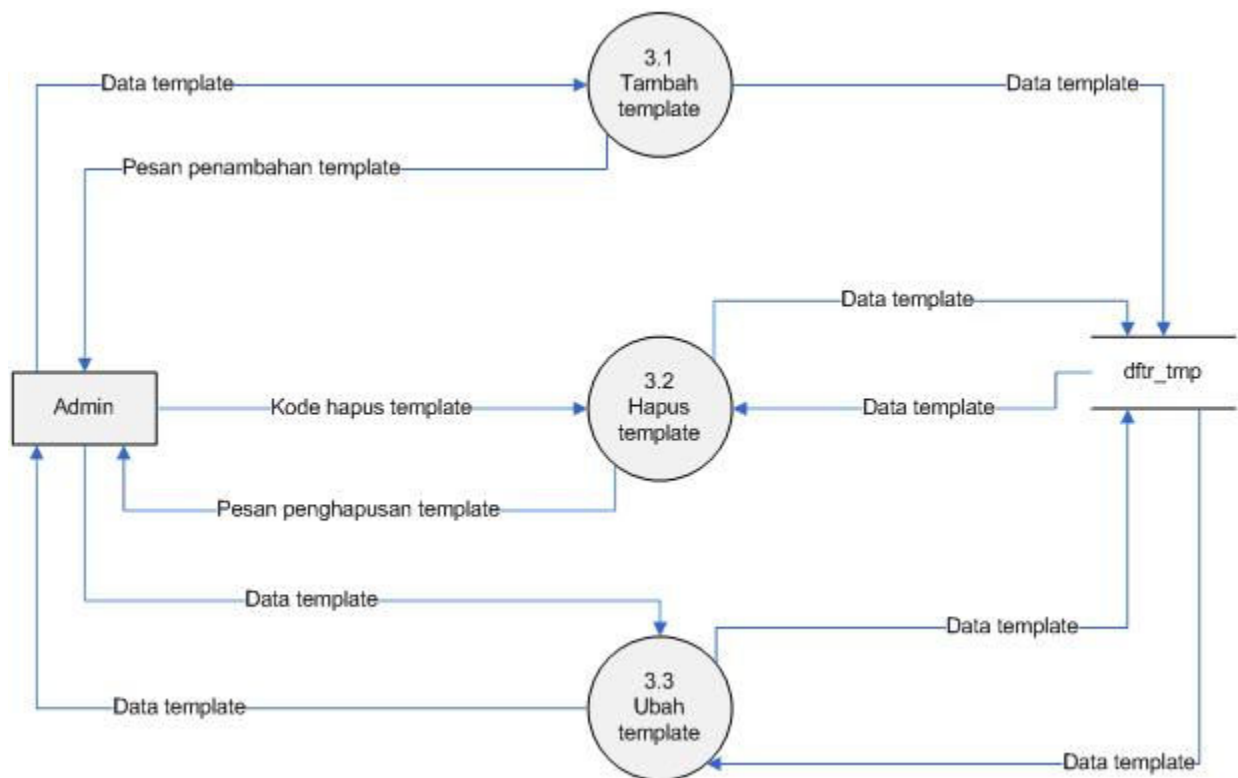 3.1
Tambah
template
Data template
Data template
Pesan penambahan template
Data template
3.2
Hapus
template
dftr_tmp
Admin
Kode hapus template
Data template
Pesan penghapusan template
Data template
Data template
3.3
Ubah
template
Data template
Data template